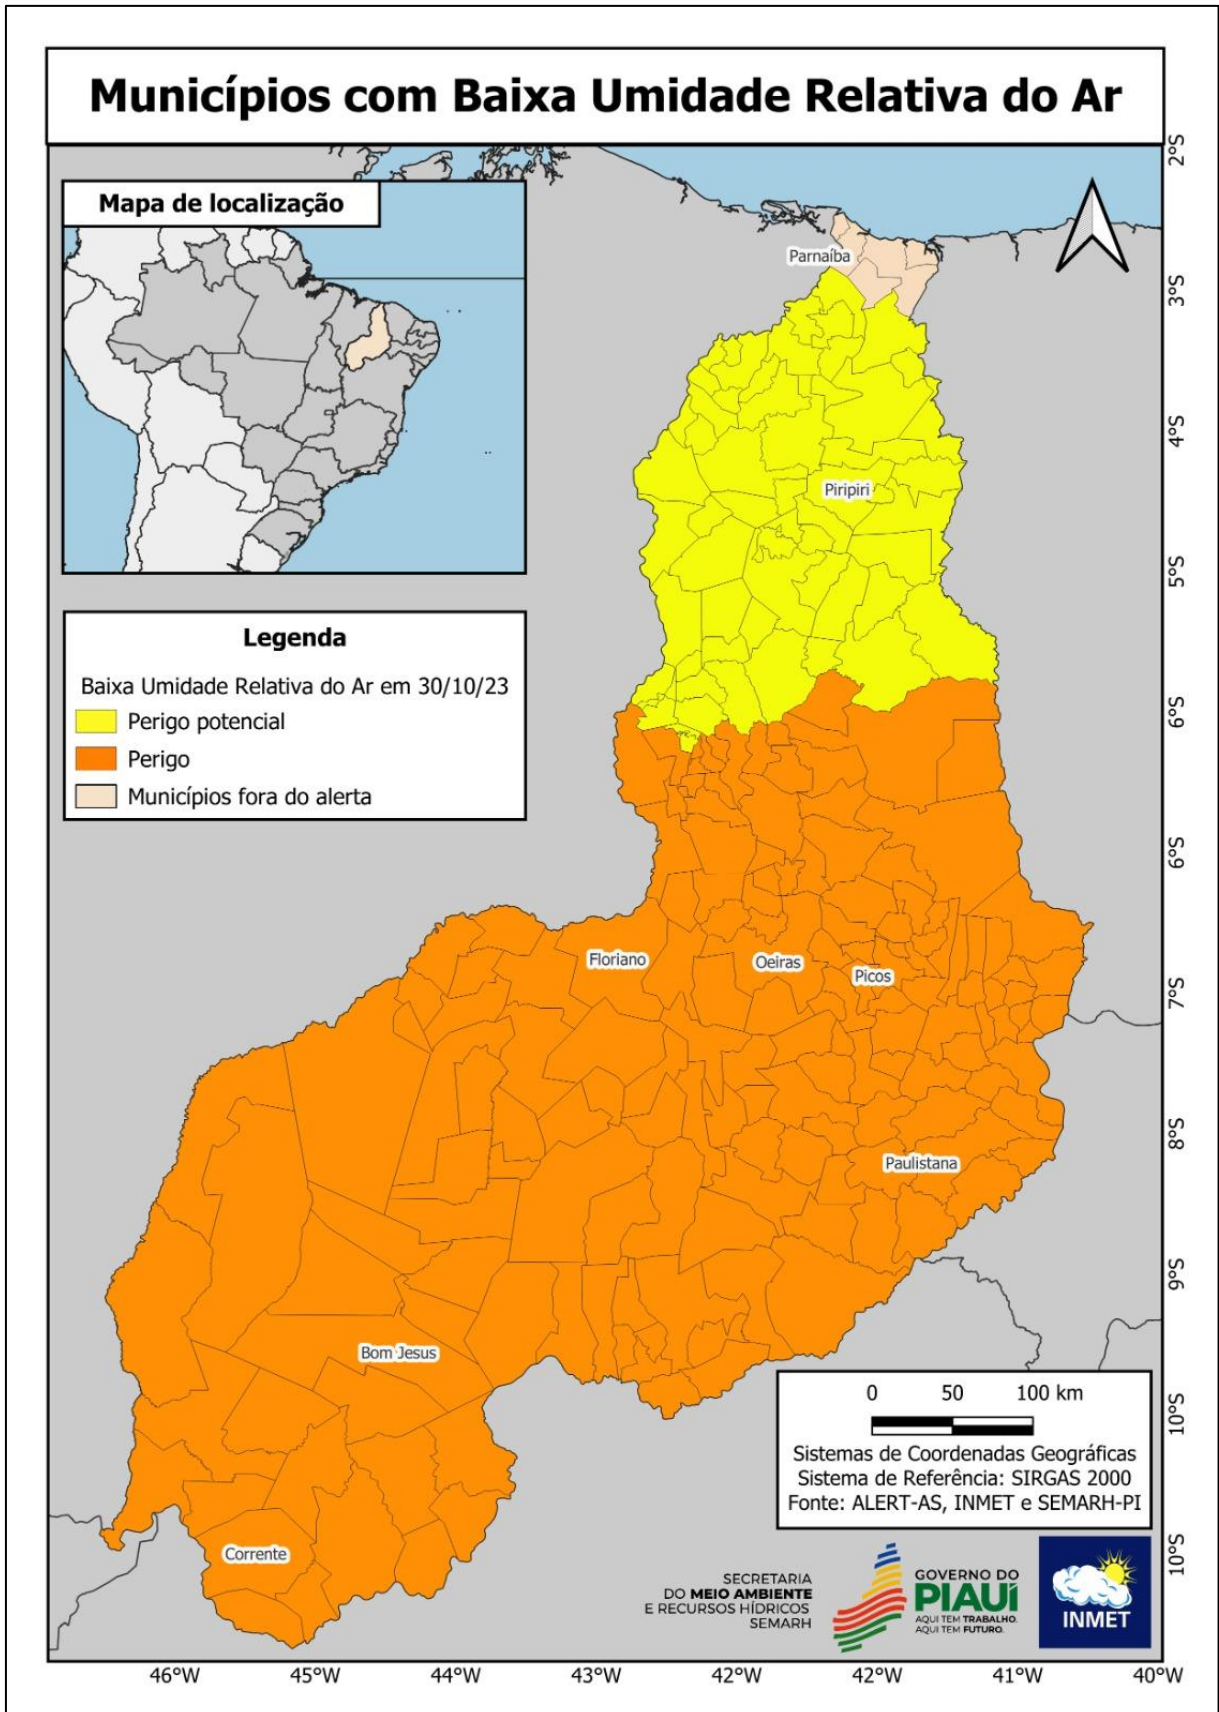 Municípios com Baixa Umidade Relativa do Ar
Mapa de localização
Legenda
Baixa Umidade Relativa do Ar em 30/10/23
Perigo potencial
Perigo
Municípios fora do alerta
Parnaíba
Piripiri
Floriano
Oeiras
Picos
Paulistana
Bom Jesus
Corrente
2°S
3°S
4°S
5°S
6°S
6°S
7°S
8°S
9°S
10°S
10°S
0 50 100 km
Sistemas de Coordenadas Geográficas
Sistema de Referência: SIRGAS 2000
Fonte: ALERT-AS, INMET e SEMARH-PI
SECRETARIA
DO MEIO AMBIENTE
E RECURSOS HÍDRICOS
SEMARH
GOVERNO DO
PIAUÍ
AQUI TEM TRABALHO.
AQUI TEM FUTURO.
INMET
46°W 45°W 44°W 43°W 42°W 42°W 41°W 40°W